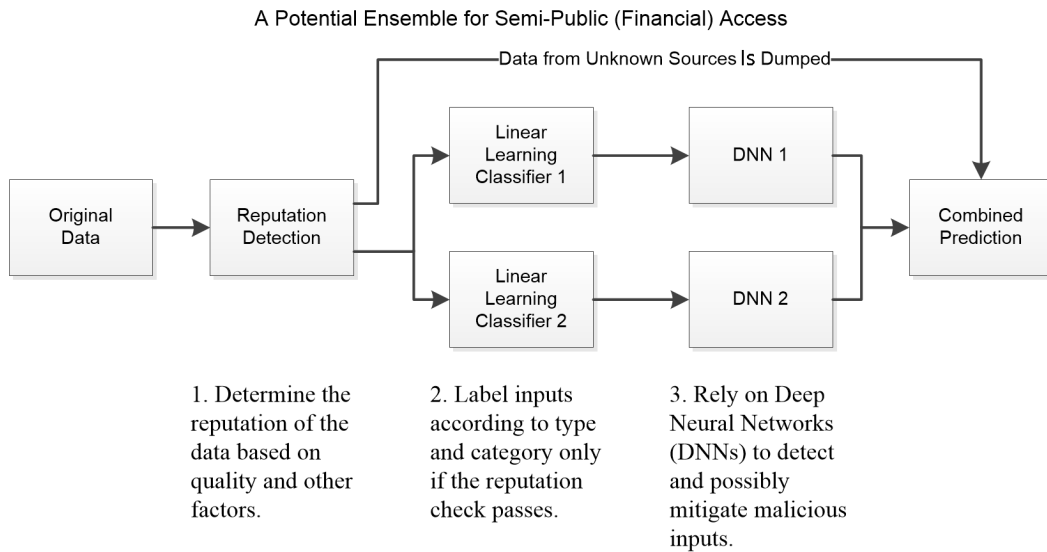 A Potential Ensemble for Semi-Public (Financial) Access
Data from Unknown Sources Is Dumped
Original
Data
Reputation
Detection
Linear
Learning
Classifier 1
DNN 1
Linear
Learning
Classifier 2
DNN 2
Combined
Prediction
1. Determine the
reputation of the
data based on
quality and other
factors.
2. Label inputs
according to type
and category only
if the reputation
check passes.
3. Rely on Deep
Neural Networks
(DNNs) to detect
and possibly
mitigate malicious
inputs.